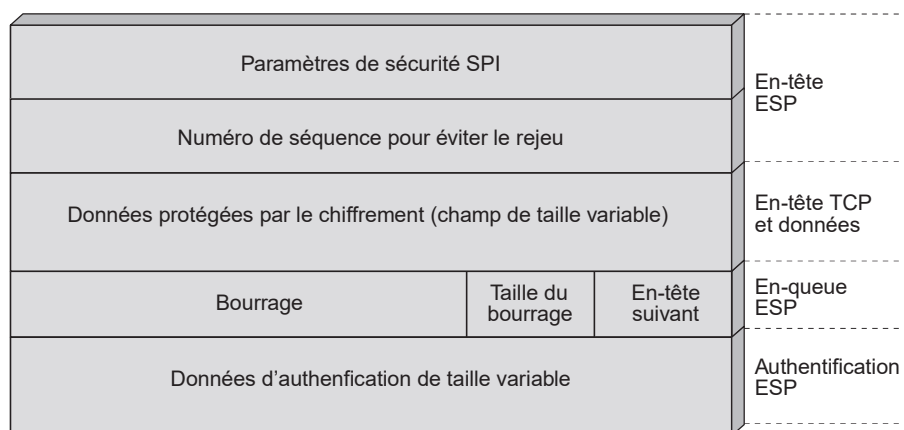 Paramètres de sécurité SPI
En-tête
ESP
Numéro de séquence pour éviter le rejeu
Données protégées par le chiffrement (champ de taille variable)
En-tête TCP
et données
Bourrage
Taille du
bourrage
En-tête
suivant
En-queue
ESP
Données d’authenfication de taille variable
Authentification
ESP